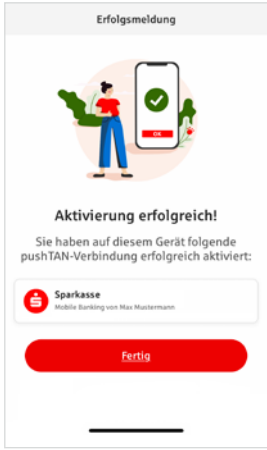 Erfolgsmeldung
OK
Aktivierung erfolgreich!
Sie haben auf diesem Gerät folgende
pushTAN-Verbindung erfolgreich aktiviert:
Sparkasse
Mobile Banking von Max Mustermann
Fertig